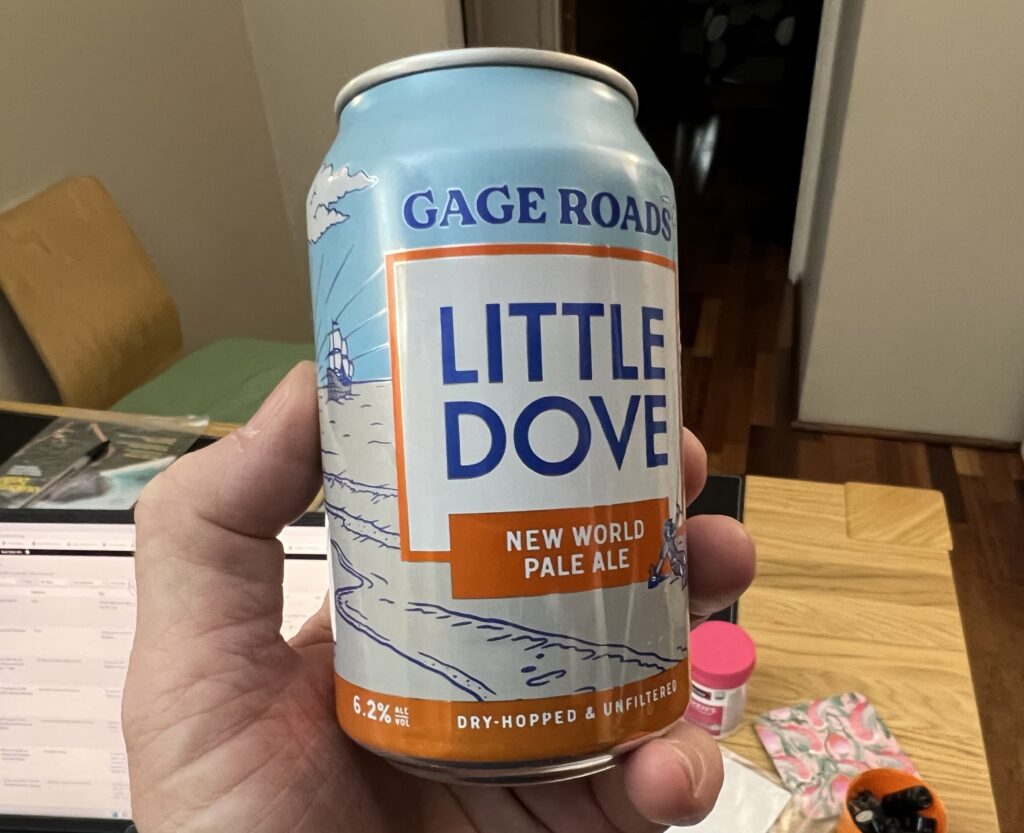 GAGE ROADS
LITTLE
DOVE
NEW WORLD
PALE ALE
6.2% ALC
VOL
DRY-HOPPED & UNFILTERED